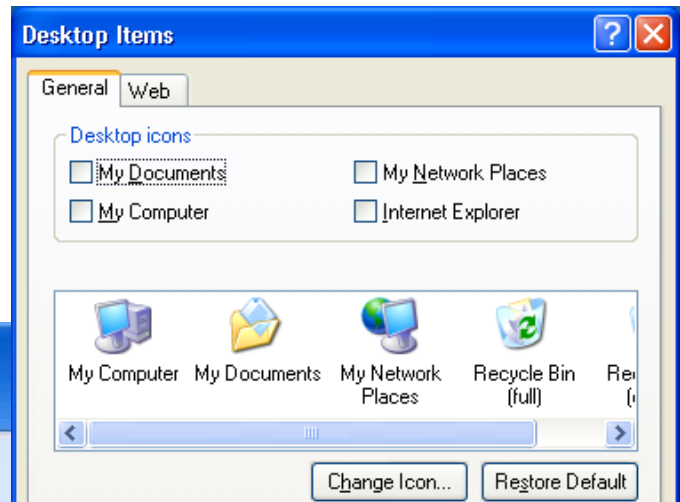 Desktop Items
General Web
Desktop icons
My Documents My Network Places
My Computer Internet Explorer
My Computer My Documents My Network Places Recycle Bin (full)
Change Icon... Restore Default